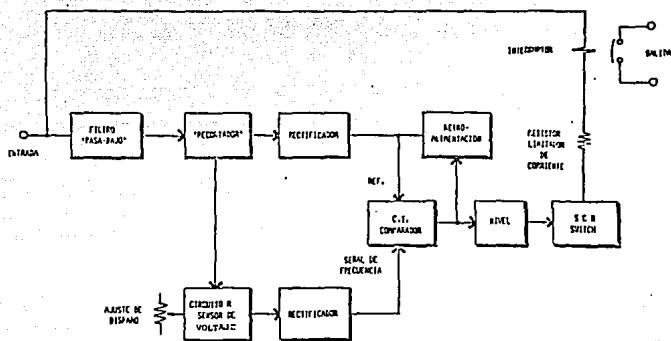 INTERRUPTOR
SALIDA
FILTRO
"PASA-BAJO"
"RECORTADOR"
RECTIFICADOR
RETRO-
ALIMENTACION
ENTRADA
RESISTOR
LIMITADOR
DE
CORRIENTE
REF.
C.I.
COMPARADOR
NIVEL
S C R
SWITCH
SEÑAL DE
FRECUENCIA
AJUSTE DE
DISPARO
CIRCUITO R
SENSOR DE
VOLTAJE
RECTIFICADOR